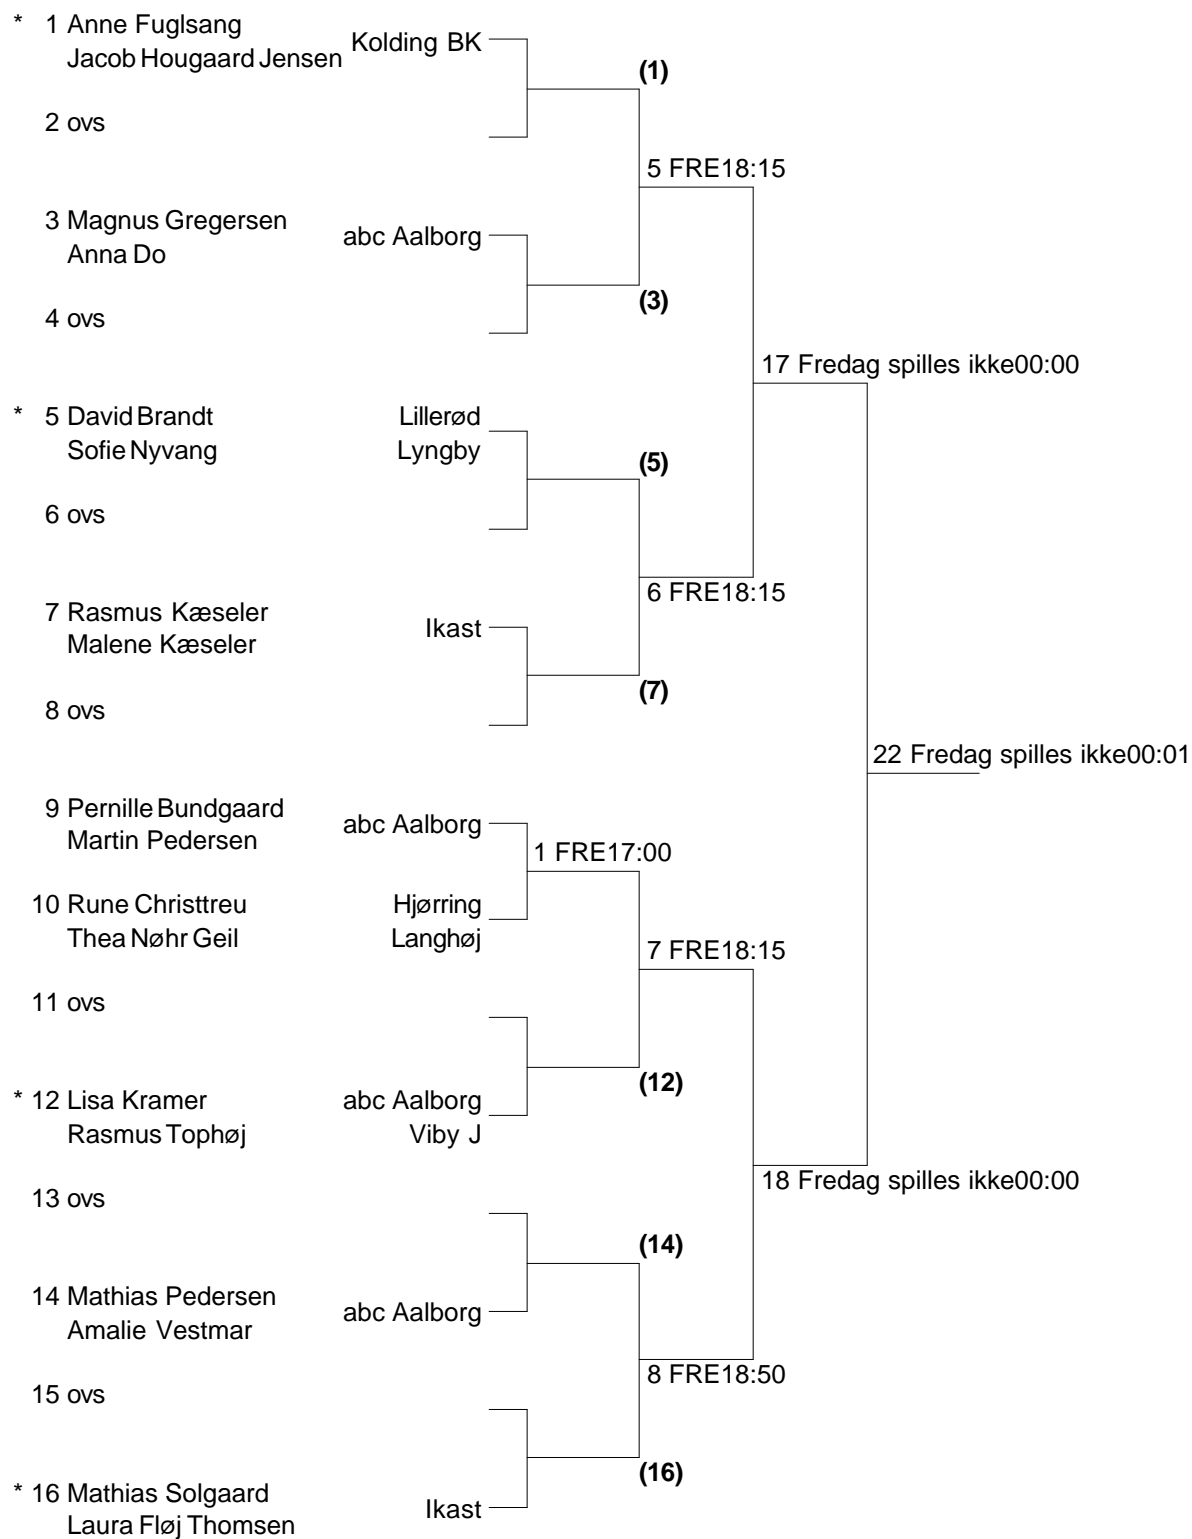 * 1 Anne Fuglsang
Jacob Hougaard Jensen
Kolding BK
(1)
2 ovs
5 FRE18:15
3 Magnus Gregersen
Anna Do
abc Aalborg
(3)
4 ovs
17 Fredag spilles ikke00:00
* 5 David Brandt
Sofie Nyvang
Lillerød
Lyngby
(5)
6 ovs
6 FRE18:15
7 Rasmus Kæseler
Malene Kæseler
Ikast
(7)
8 ovs
22 Fredag spilles ikke00:01
9 Pernille Bundgaard
Martin Pedersen
abc Aalborg
1 FRE17:00
10 Rune Christtreu
Thea Nøhr Geil
Hjørring
Langhøj
7 FRE18:15
11 ovs
(12)
* 12 Lisa Kramer
Rasmus Tophøj
abc Aalborg
Viby J
18 Fredag spilles ikke00:00
13 ovs
(14)
14 Mathias Pedersen
Amalie Vestmar
abc Aalborg
8 FRE18:50
15 ovs
(16)
* 16 Mathias Solgaard
Laura Fløj Thomsen
Ikast